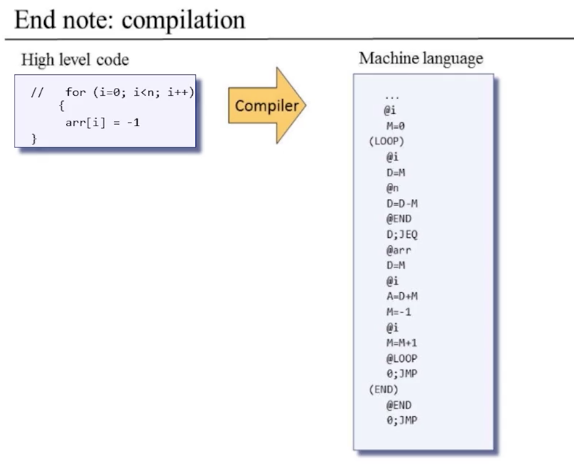 End note: compilation
High level code
// for (i=0; i<n; i++)
{
arr[i] = -1
}
Compiler
Machine language
...
@i
M=0
(LOOP)
@i
D=M
@n
D=D-M
@END
D;JEQ
@arr
D=M
@i
A=D+M
M=-1
@i
M=M+1
@LOOP
0;JMP
(END)
@END
0;JMP